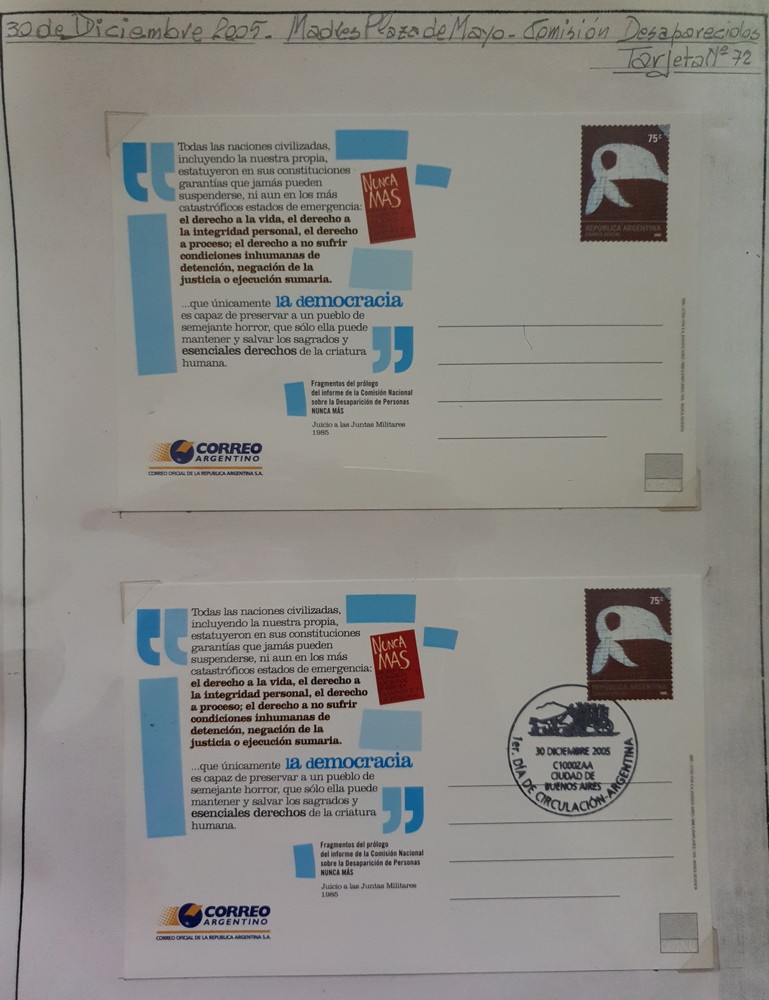 30 de Diciembre 2005.- Madres Plaza de Mayo - Comisión Desaparecidos
Tarjeta Nº 72
Todas las naciones civilizadas,
incluyendo la nuestra propia,
estatuyeron en sus constituciones
garantías que jamás pueden
suspenderse, ni aun en los más
catastróficos estados de emergencia:
el derecho a la vida, el derecho a
la integridad personal, el derecho
a proceso; el derecho a no sufrir
condiciones inhumanas de
detención, negación de la
justicia o ejecución sumaria.
NUNCA
MAS
...que únicamente la democracia
es capaz de preservar a un pueblo de
semejante horror, que sólo ella puede
mantener y salvar los sagrados y
esenciales derechos de la criatura
humana.
Fragmentos del prólogo
del informe de la Comisión Nacional
sobre la Desaparición de Personas
NUNCA MÁS
Juicio a las Juntas Militares
1985
CORREO
ARGENTINO
CORREO OFICIAL DE LA REPUBLICA ARGENTINA S.A.
75c
REPÚBLICA ARGENTINA
Todas las naciones civilizadas,
incluyendo la nuestra propia,
estatuyeron en sus constituciones
garantías que jamás pueden
suspenderse, ni aun en los más
catastróficos estados de emergencia:
el derecho a la vida, el derecho a
la integridad personal, el derecho
a proceso; el derecho a no sufrir
condiciones inhumanas de
detención, negación de la
justicia o ejecución sumaria.
NUNCA
MAS
...que únicamente la democracia
es capaz de preservar a un pueblo de
semejante horror, que sólo ella puede
mantener y salvar los sagrados y
esenciales derechos de la criatura
humana.
Fragmentos del prólogo
del informe de la Comisión Nacional
sobre la Desaparición de Personas
NUNCA MÁS
Juicio a las Juntas Militares
1985
CORREO
ARGENTINO
CORREO OFICIAL DE LA REPUBLICA ARGENTINA S.A.
75c
REPÚBLICA ARGENTINA
30 DICIEMBRE 2005
C1000ZAA
CIUDAD DE
BUENOS AIRES
1er. DIA DE CIRCULACIÓN-ARGENTINA